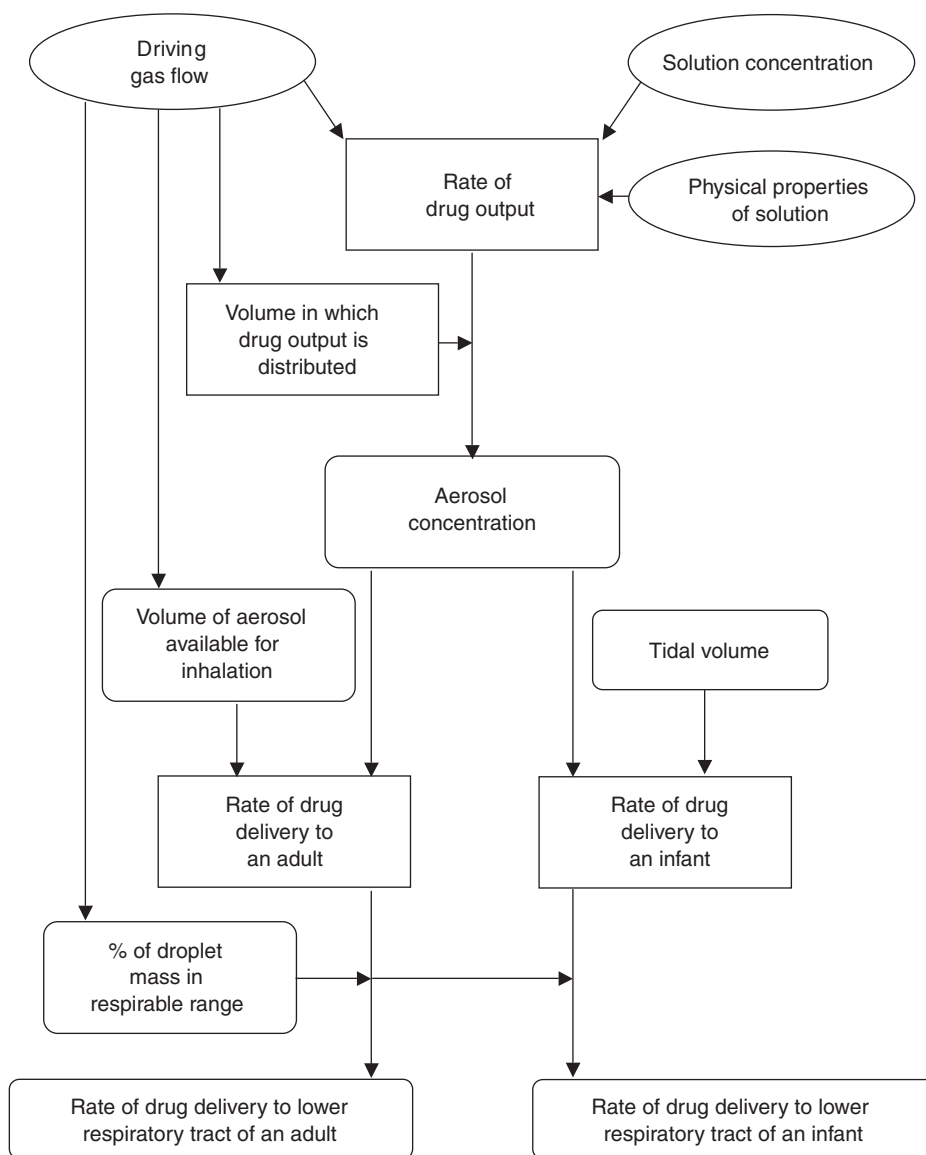 Driving
gas flow
Solution concentration
Rate of
drug output
Physical properties
of solution
Volume in which
drug output is
distributed
Aerosol
concentration
Volume of aerosol
available for
inhalation
Tidal volume
Rate of drug
delivery to
an adult
Rate of drug
delivery to
an infant
% of droplet
mass in
respirable range
Rate of drug delivery to lower
respiratory tract of an adult
Rate of drug delivery to lower
respiratory tract of an infant